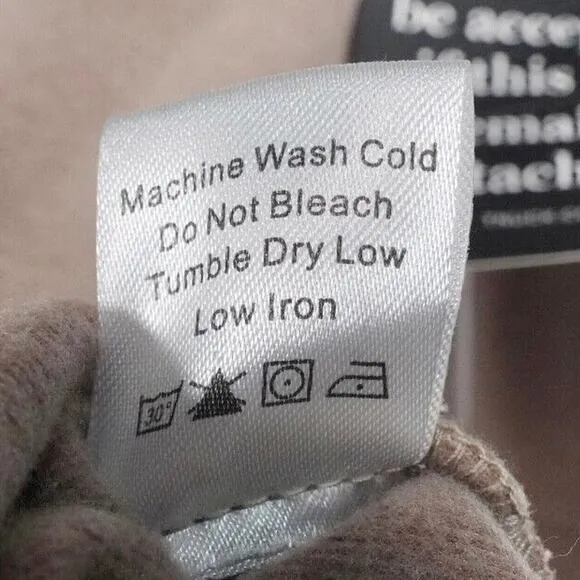 be acce
if this
emai
tach
Machine Wash Cold
Do Not Bleach
Tumble Dry Low
Low Iron
30°